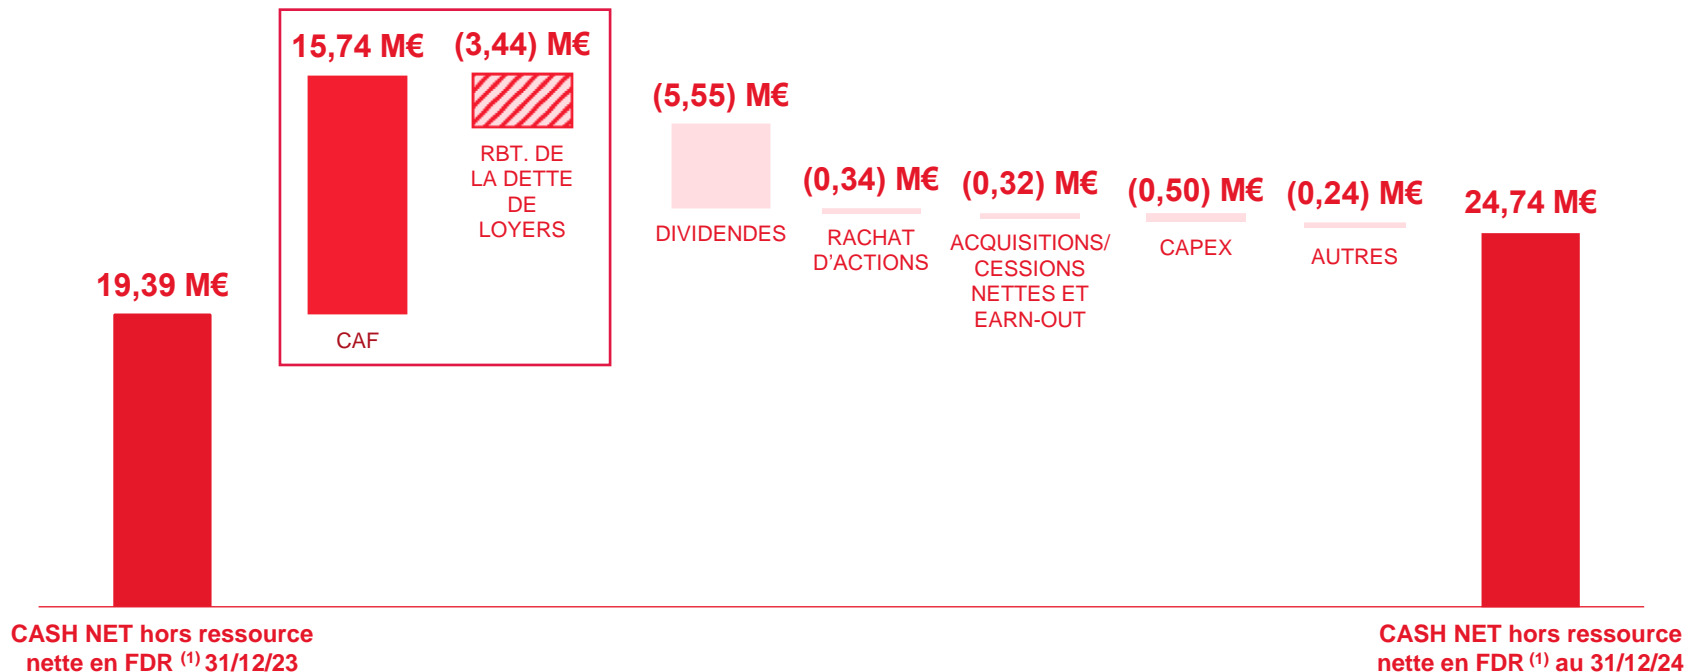 15,74 M€
(3,44) M€
RBT. DE
LA DETTE
DE
LOYERS
CAF
(5,55) M€
DIVIDENDES
(0,34) M€
RACHAT
D’ACTIONS
(0,32) M€
ACQUISITIONS/
CESSIONS
NETTES ET
EARN-OUT
(0,50) M€
CAPEX
(0,24) M€
AUTRES
24,74 M€
19,39 M€
CASH NET hors ressource
nette en FDR (1) 31/12/23
CASH NET hors ressource
nette en FDR (1) au 31/12/24